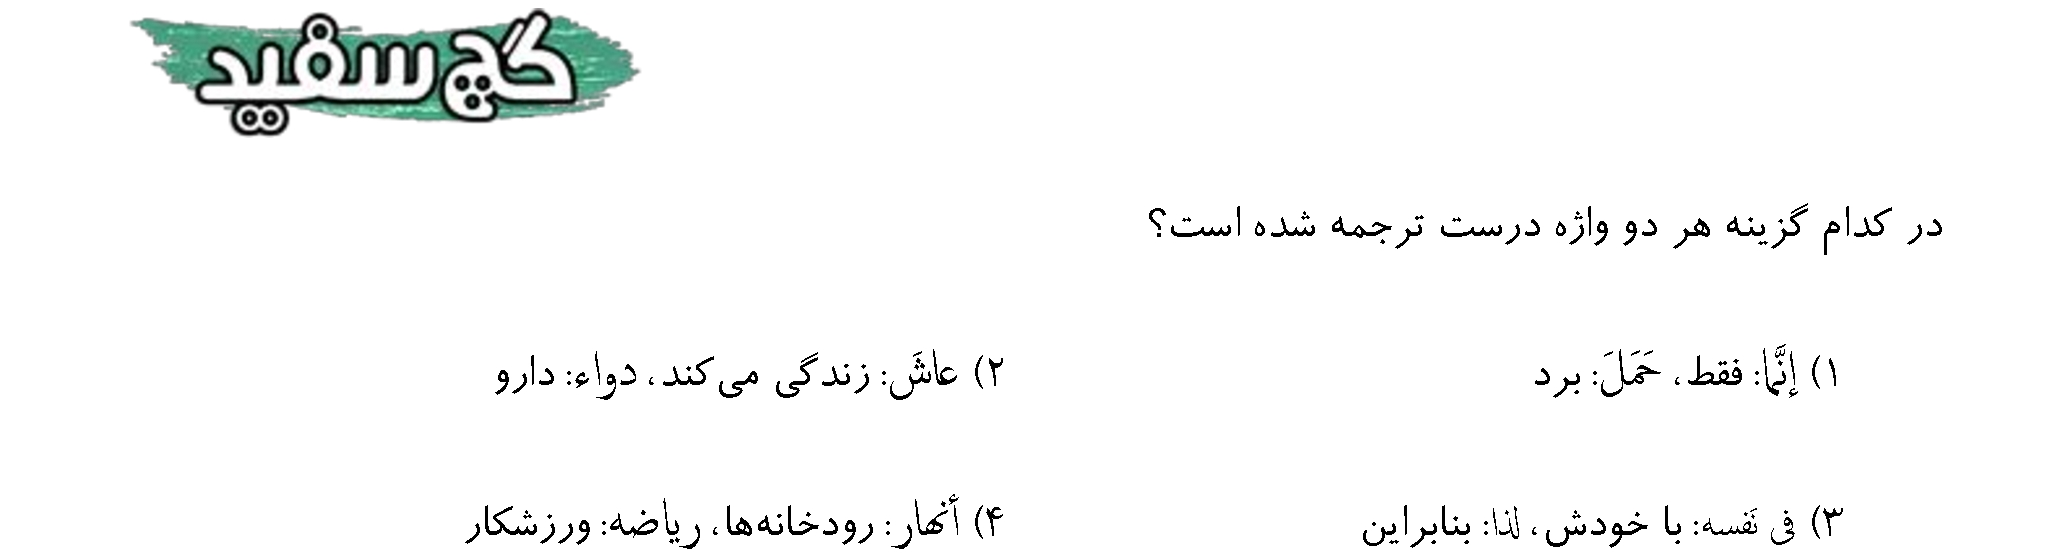 گچ سفید
در کدام گزینه هر دو واژه درست ترجمه شده است؟
۱) إنَّما: فقط، حَمَلَ: برد
۲) عاشَ: زندگی می‌کند، دواء: دارو
۳) فی نَفسه: با خودش، لذا: بنابراین
۴) أنهار: رودخانه‌ها، ریاضه: ورزشکار